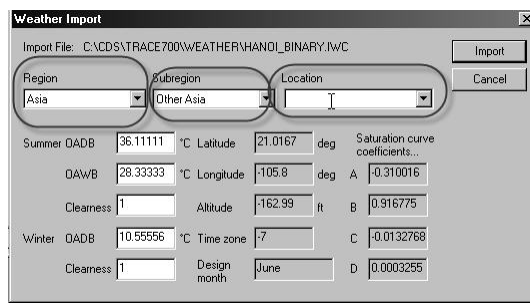 Weather Import
Import File: C:\CDS\TRACE700\WEATHER\HANOI_BINARY.IWC
Import
Region Subregion Location
Cancel
Asia Other Asia
Summer OADB 36.11111 °C Latitude 21.0167 deg Saturation curve
coefficients...
OAWB 28.33333 °C Longitude -105.8 deg A -0.310016
Clearness 1 Altitude -162.99 ft B 0.916775
Winter OADB 10.55556 °C Time zone -7 C -0.0132768
Clearness 1 Design
month June D 0.0003255